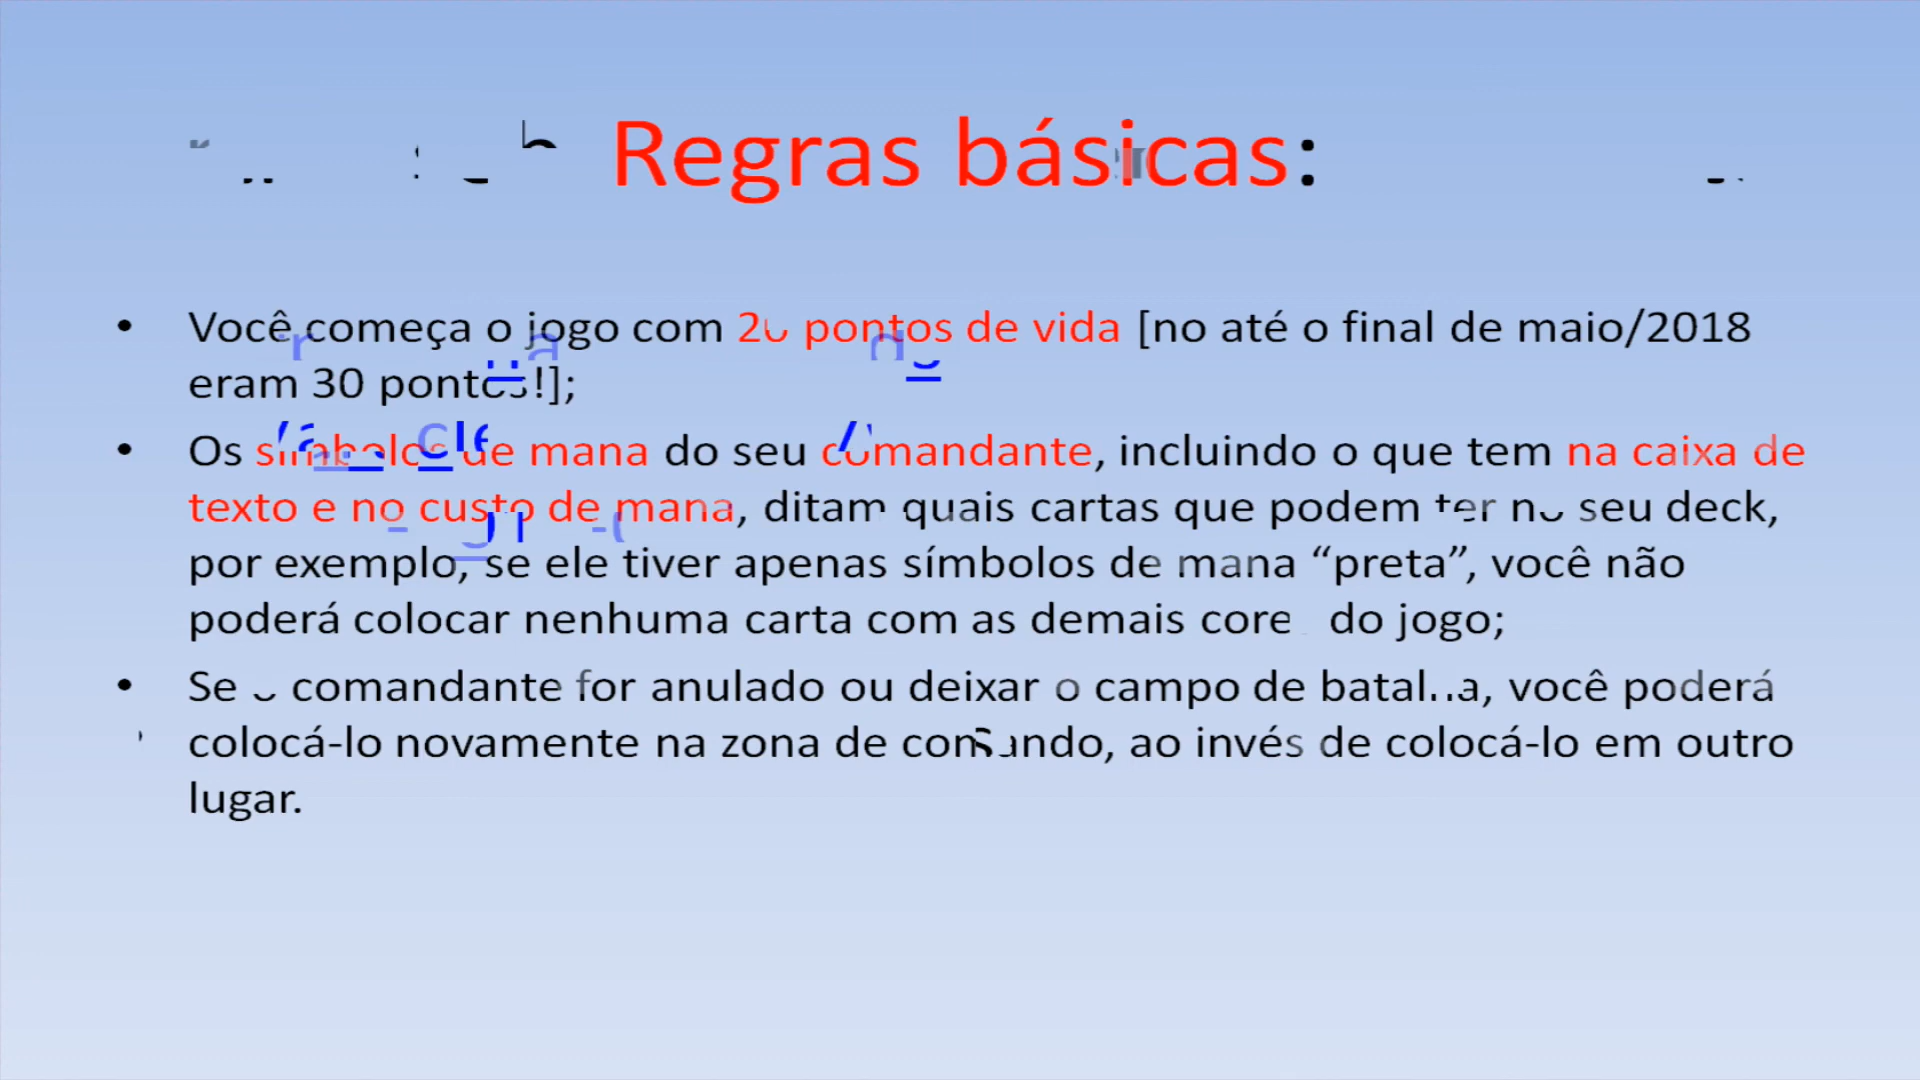 Regras básicas:
• Você começa o jogo com 20 pontos de vida [no até o final de maio/2018
eram 30 pontos!];
• Os símbolos de mana do seu comandante, incluindo o que tem na caixa de
texto e no custo de mana, ditam quais cartas que podem ter no seu deck,
por exemplo, se ele tiver apenas símbolos de mana “preta”, você não
poderá colocar nenhuma carta com as demais cores do jogo;
• Se o comandante for anulado ou deixar o campo de batalha, você poderá
colocá-lo novamente na zona de comando, ao invés de colocá-lo em outro
lugar.